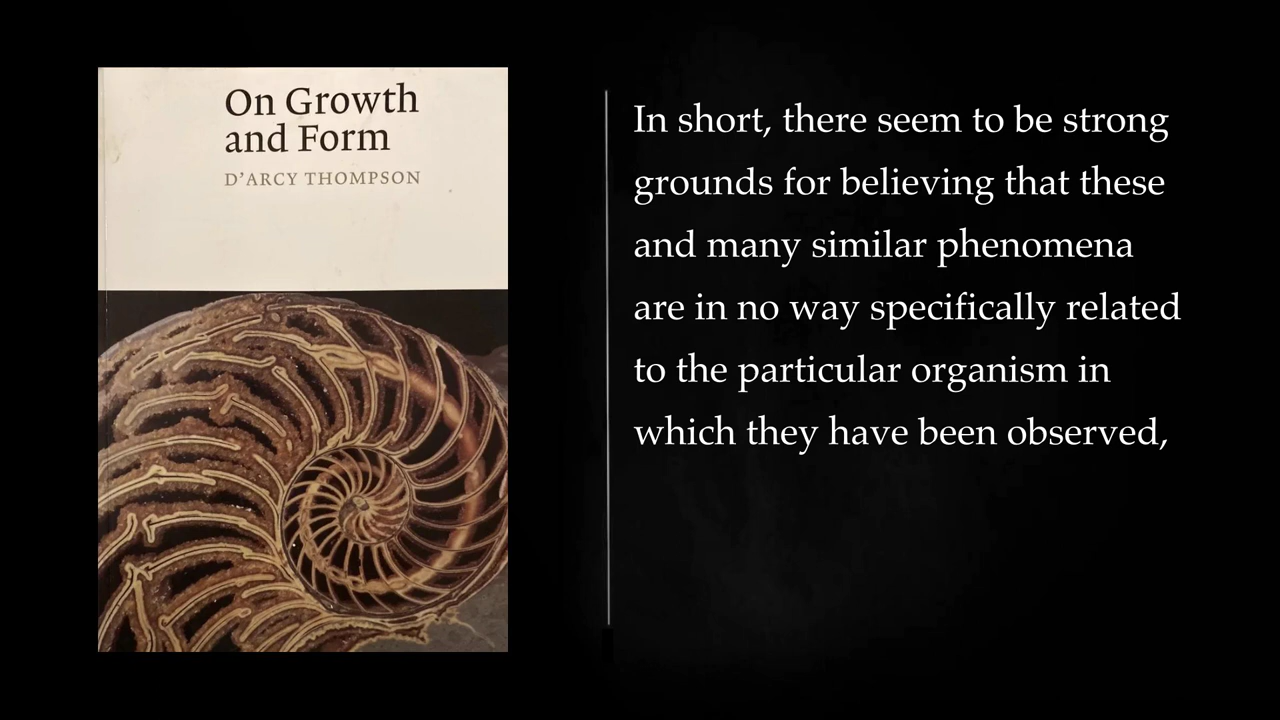 On Growth
and Form
D'ARCY THOMPSON
In short, there seem to be strong
grounds for believing that these
and many similar phenomena
are in no way specifically related
to the particular organism in
which they have been observed,